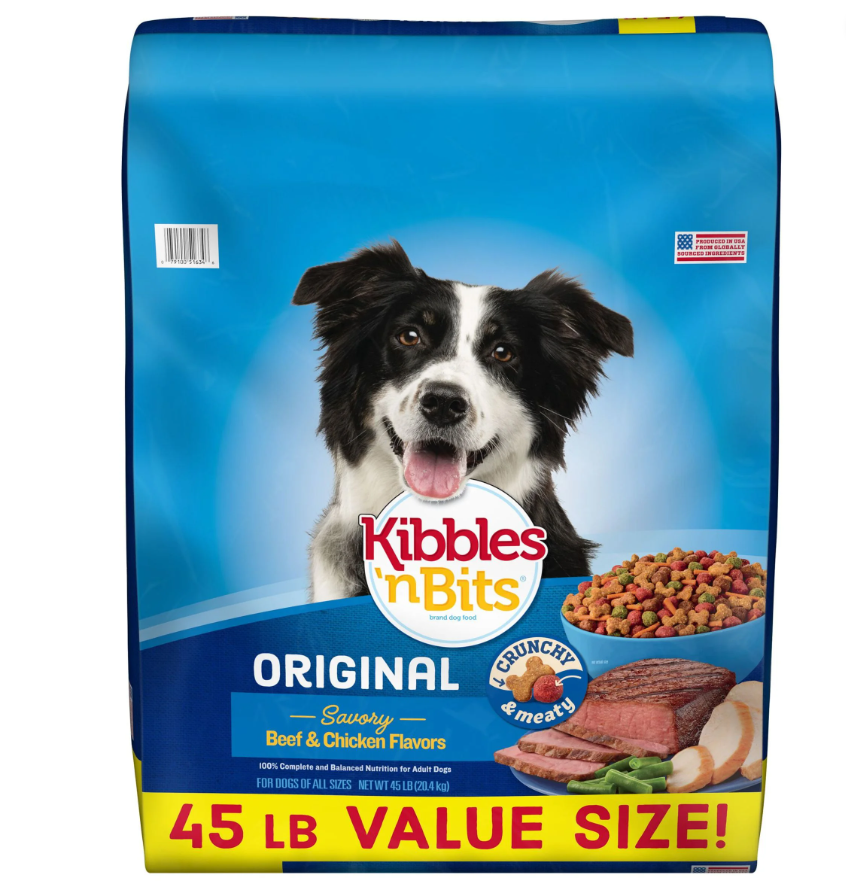 PRODUCED IN USA
FROM GLOBALLY
SOURCED INGREDIENTS
Kibbles
'nBits®
brand dog food
ORIGINAL
CRUNCHY
& meaty
Savory
Beef & Chicken Flavors
100% Complete and Balanced Nutrition for Adult Dogs
FOR DOGS OF ALL SIZES NET WT 45 LB (20.4 kg)
45 LB VALUE SIZE!